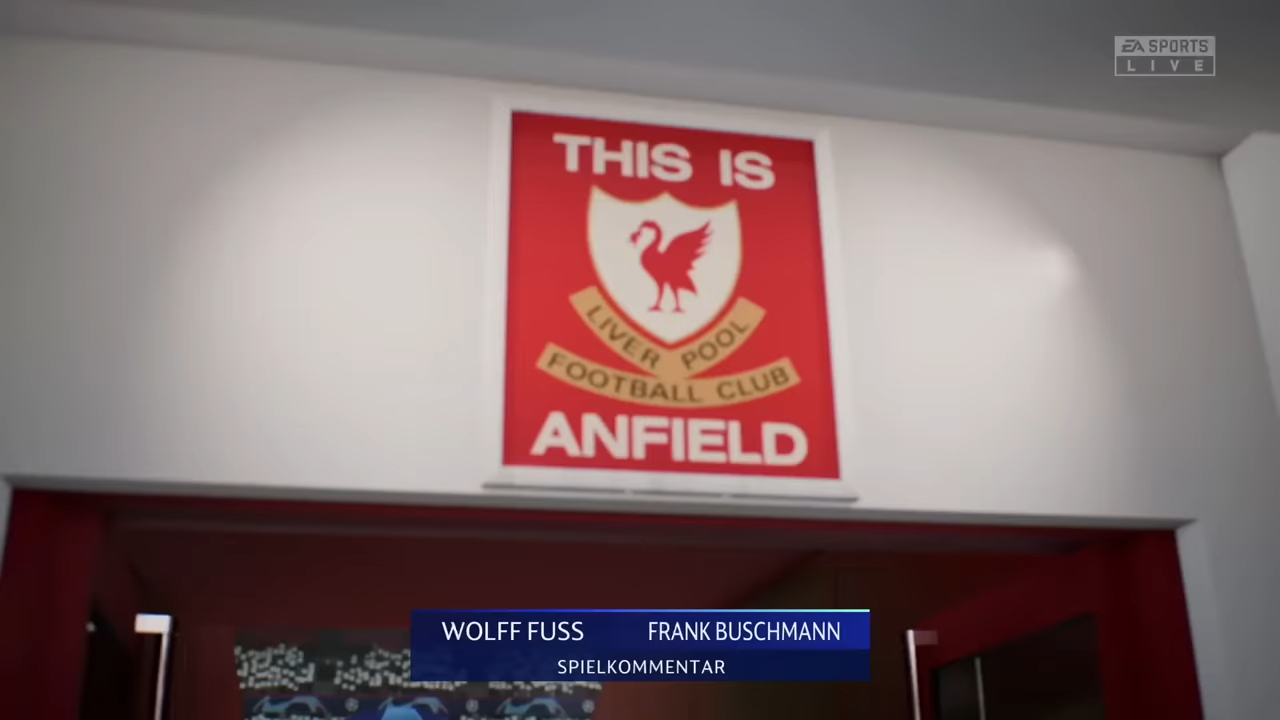 EA SPORTS
LIVE
THIS IS
LIVER POOL
FOOTBALL CLUB
ANFIELD
WOLFF FUSS FRANK BUSCHMANN
SPIELKOMMENTAR